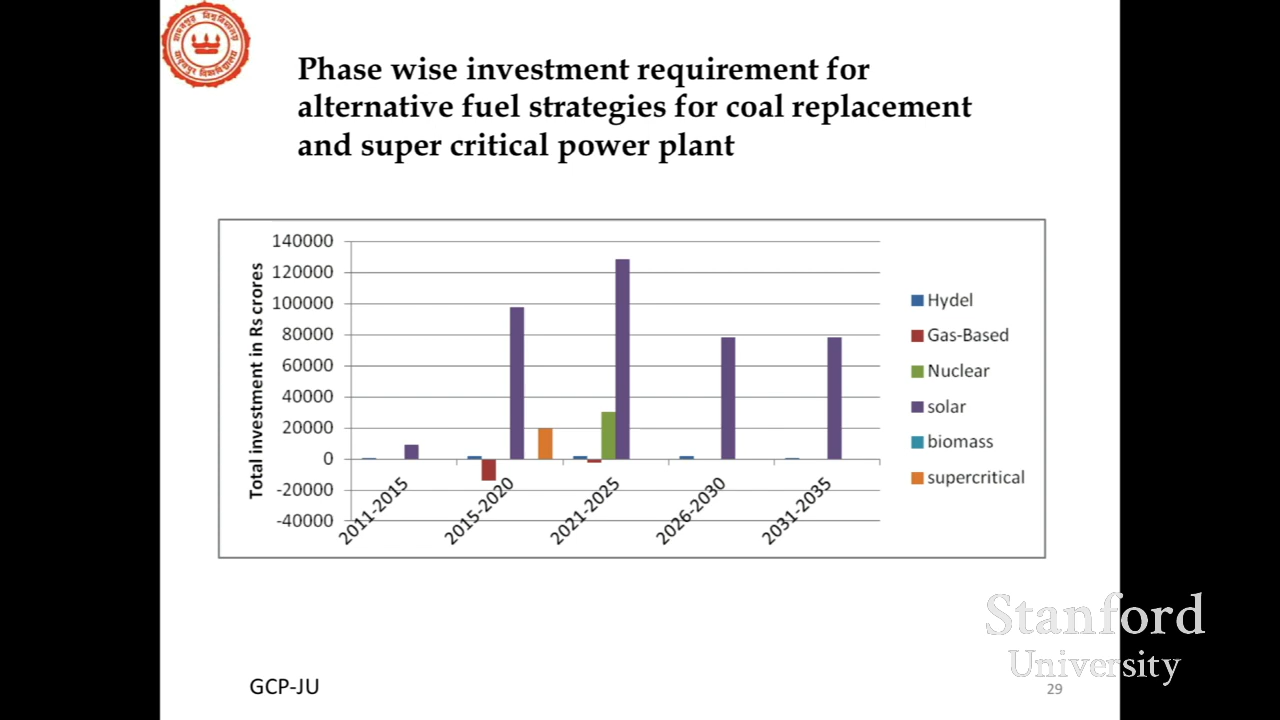 Phase wise investment requirement for
alternative fuel strategies for coal replacement
and super critical power plant
Total investment in Rs crores
140000
120000
100000
80000
60000
40000
20000
0
-20000
-40000
2011-2015
2015-2020
2021-2025
2026-2030
2031-2035
Hydel
Gas-Based
Nuclear
solar
biomass
supercritical
Stanford
University
GCP-JU
29